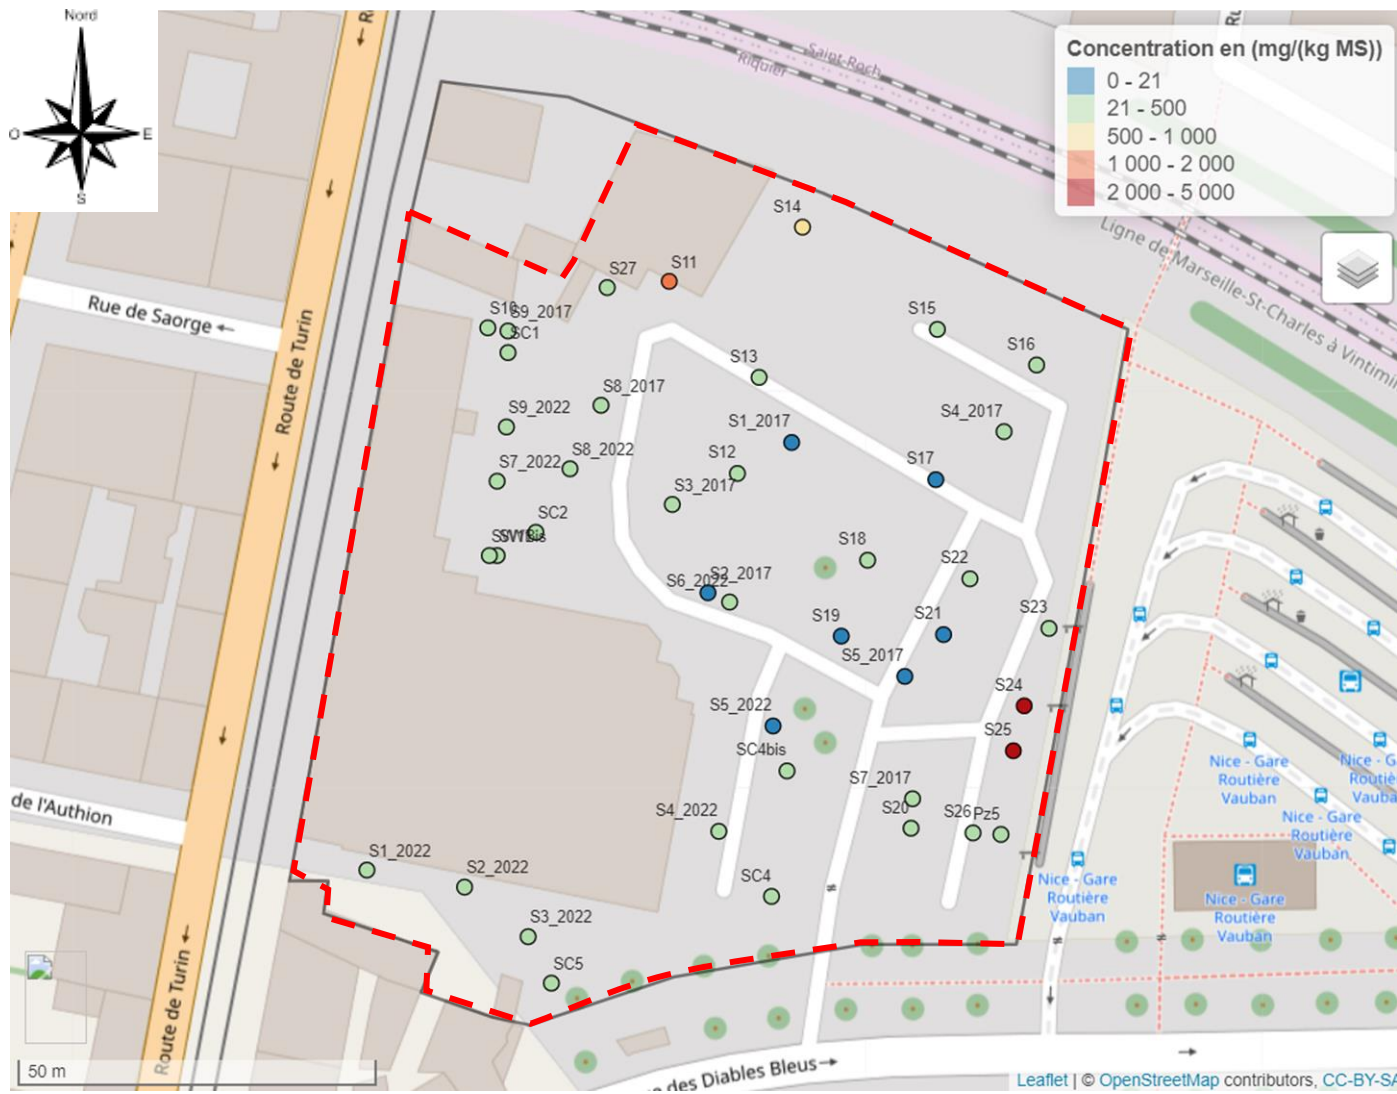 Nord
O
E
S
Concentration en (mg/(kg MS))
0 - 21
21 - 500
500 - 1 000
1 000 - 2 000
2 000 - 5 000
Saint-Roch
Riquier
Ligne de Marseille-St-Charles à Vintimi
Rue de Saorge
Route de Turin
S14
S27
S11
S10
S9_2017
SC1
S15
S16
S13
S8_2017
S9_2022
S1_2017
S4_2017
S8_2022
S12
S17
S7_2022
S3_2017
SC2
S18
S22
S6_2022
S2_2017
S19
S21
S23
S5_2017
S24
S5_2022
S25
SC4bis
S7_2017
S4_2022
S20
S26
Pz5
S1_2022
S2_2022
SC4
S3_2022
SC5
de l'Authion
Route de Turin
Nice - Gare
Routière
Vauban
Nice - G
Routiè
Vauba
Nice - Gare
Routière
Vauban
Nice - Gare
Routière
Vauban
Nice - Gare
Routière
Vauban
50 m
e des Diables Bleus
Leaflet | © OpenStreetMap contributors, CC-BY-SA